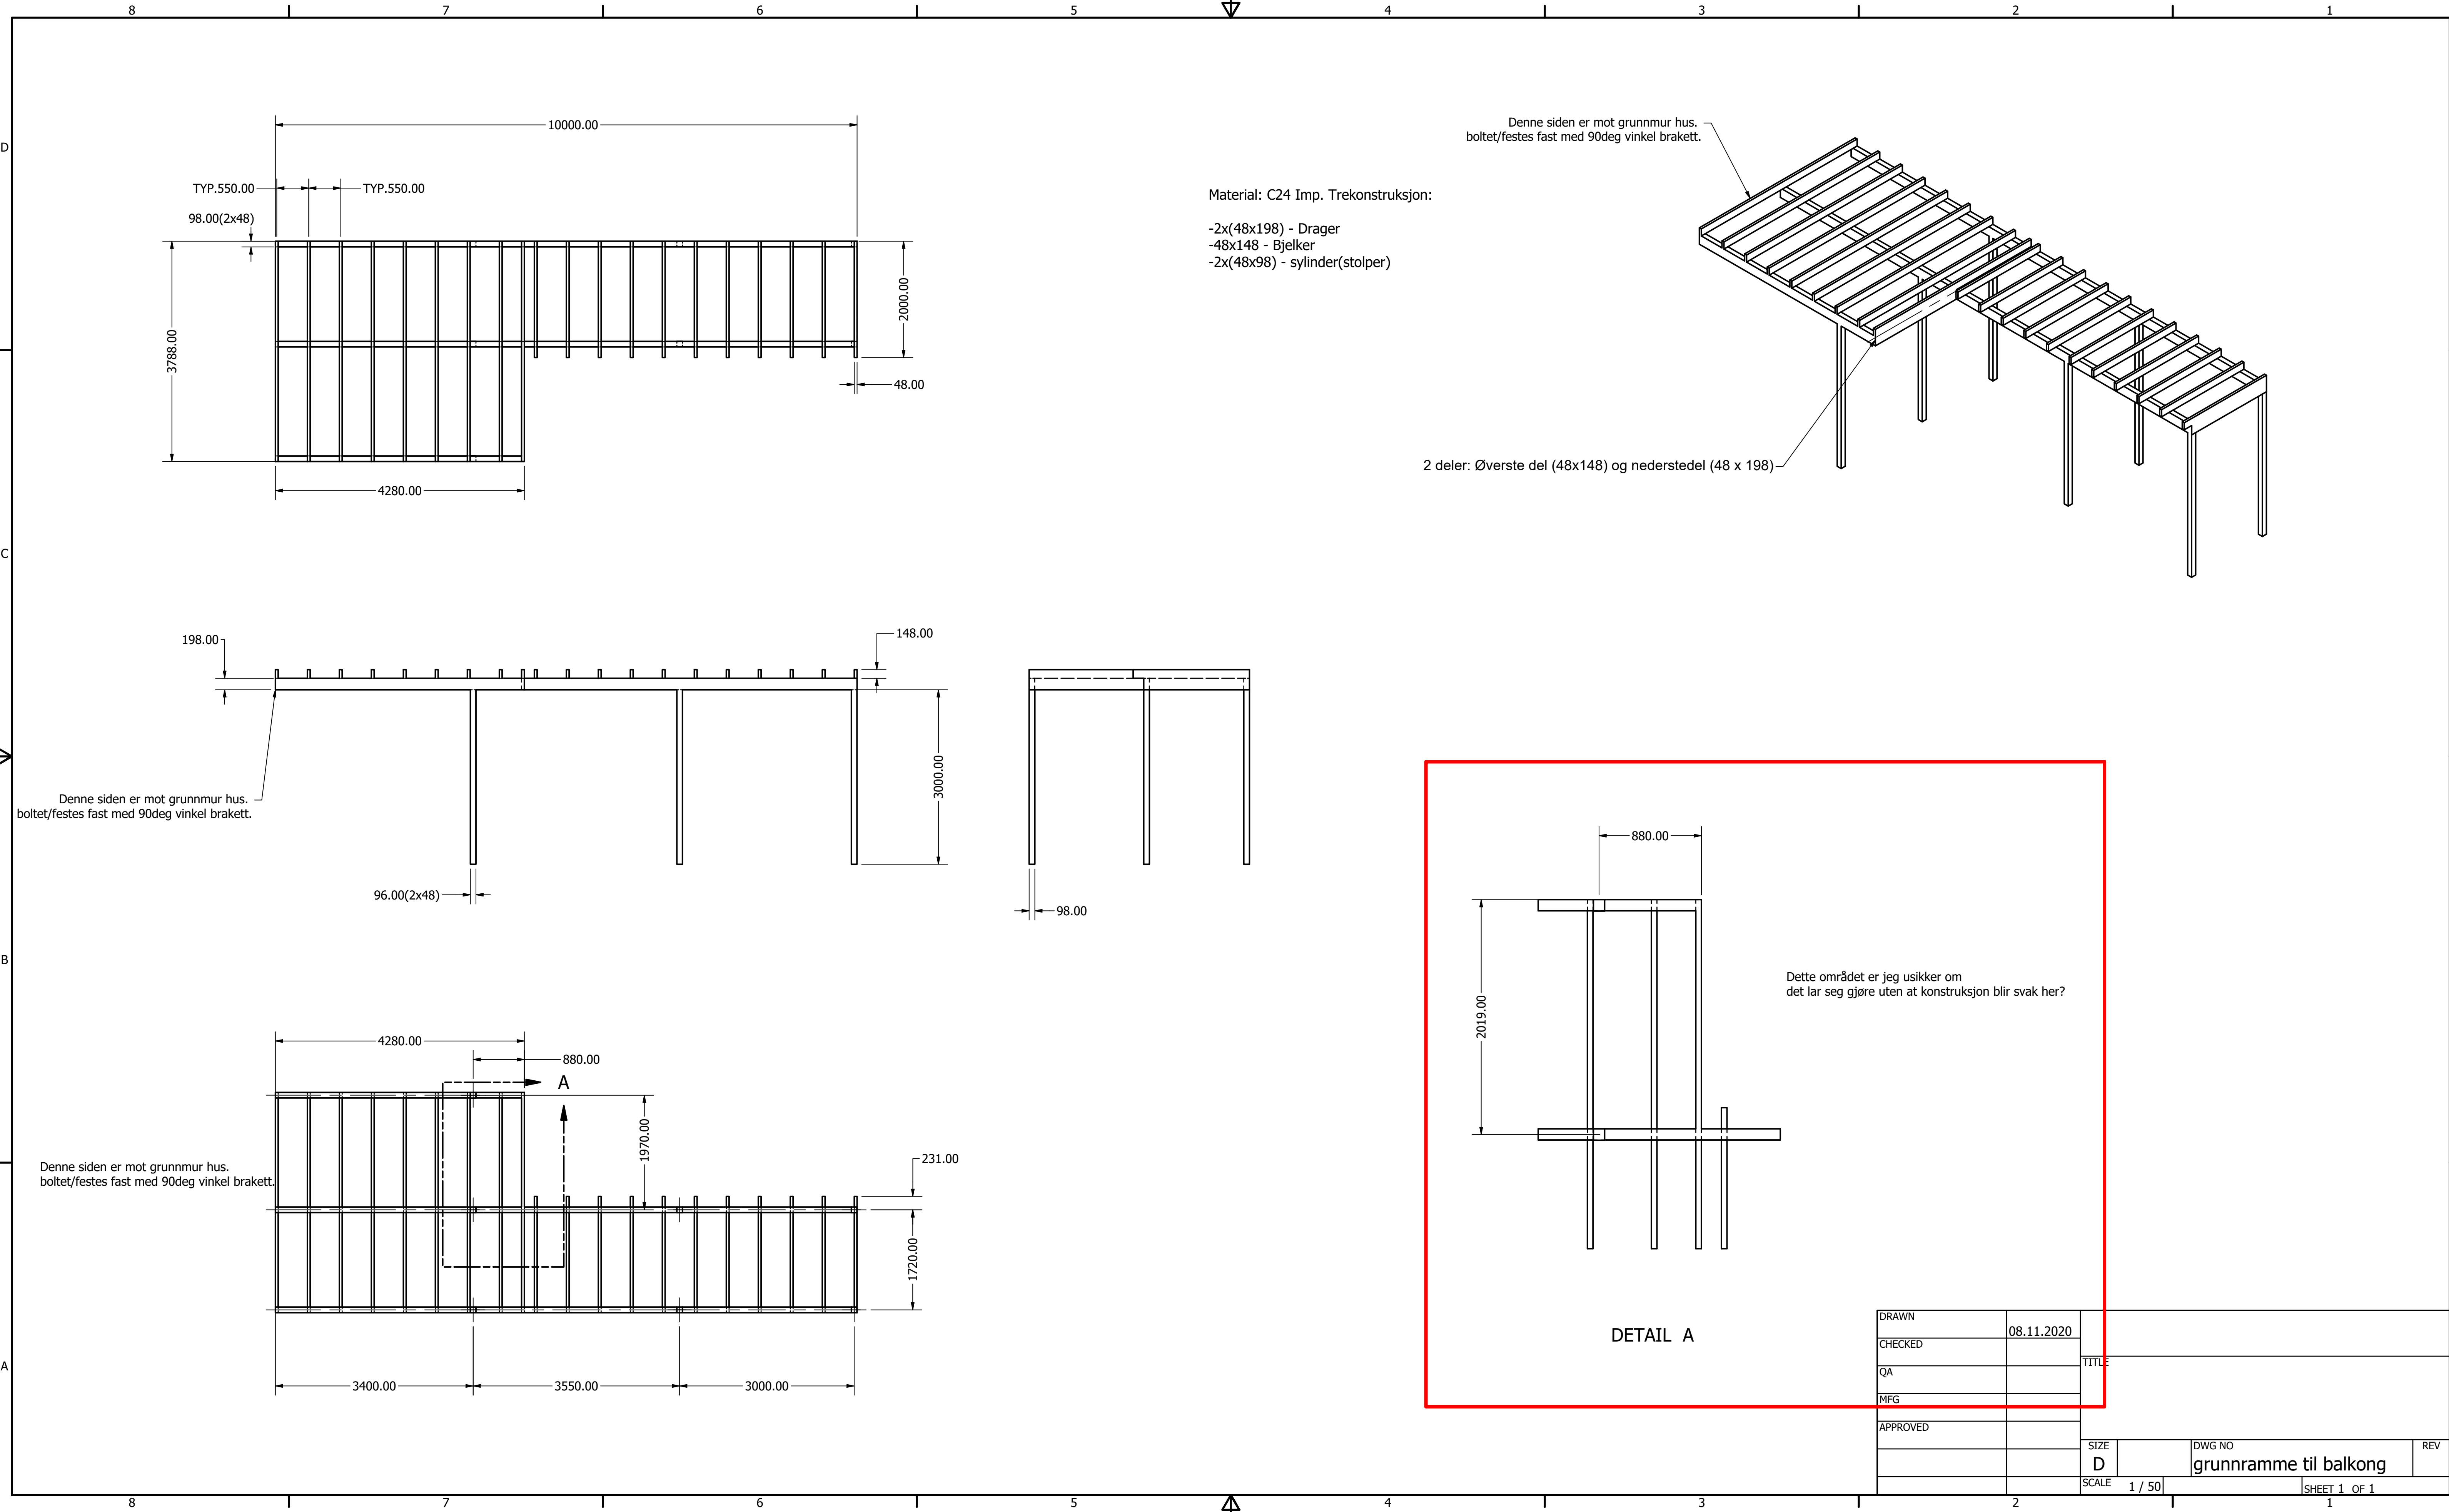 8 7 6 5 4 3 2 1
D
C
B
A
10000.00
TYP.550.00
TYP.550.00
98.00(2x48)
3788.00
2000.00
48.00
4280.00
Material: C24 Imp. Trekonstruksjon:
-2x(48x198) - Drager
-48x148 - Bjelker
-2x(48x98) - sylinder(stolper)
Denne siden er mot grunnmur hus.
boltet/festes fast med 90deg vinkel brakett.
2 deler: Øverste del (48x148) og nederstedel (48 x 198)
198.00
148.00
3000.00
Denne siden er mot grunnmur hus.
boltet/festes fast med 90deg vinkel brakett.
96.00(2x48)
98.00
880.00
2019.00
Dette området er jeg usikker om
det lar seg gjøre uten at konstruksjon blir svak her?
DETAIL A
4280.00
880.00
A
1970.00
231.00
1720.00
Denne siden er mot grunnmur hus.
boltet/festes fast med 90deg vinkel brakett.
3400.00
3550.00
3000.00
DRAWN
08.11.2020
CHECKED
QA
MFG
APPROVED
TITLE
SIZE
D
DWG NO
grunnramme til balkong
REV
SCALE
1 / 50
SHEET 1 OF 1
8 7 6 5 4 3 2 1